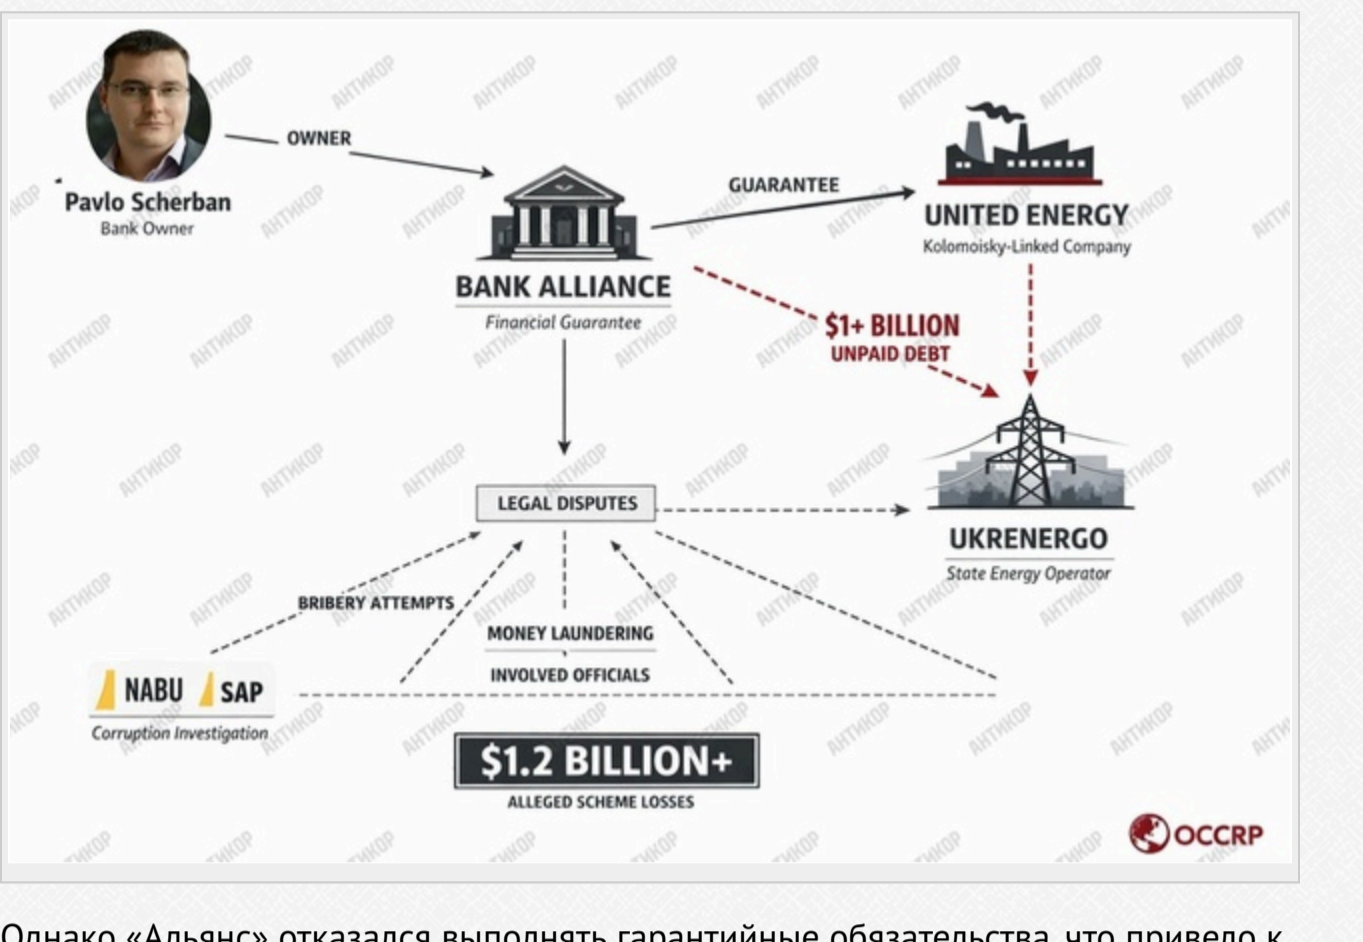 OWNER
Pavlo Scherban
Bank Owner
GUARANTEE
UNITED ENERGY
Kolomoisky-Linked Company
BANK ALLIANCE
Financial Guarantee
$1+ BILLION
UNPAID DEBT
LEGAL DISPUTES
UKRENERGO
State Energy Operator
BRIBERY ATTEMPTS
MONEY LAUNDERING
INVOLVED OFFICIALS
NABU SAP
Corruption Investigation
$1.2 BILLION+
ALLEGED SCHEME LOSSES
OCCRP
АНТИКОР
Однако «Альянс» отказался выполнять гарантийные обязательства, что привело к